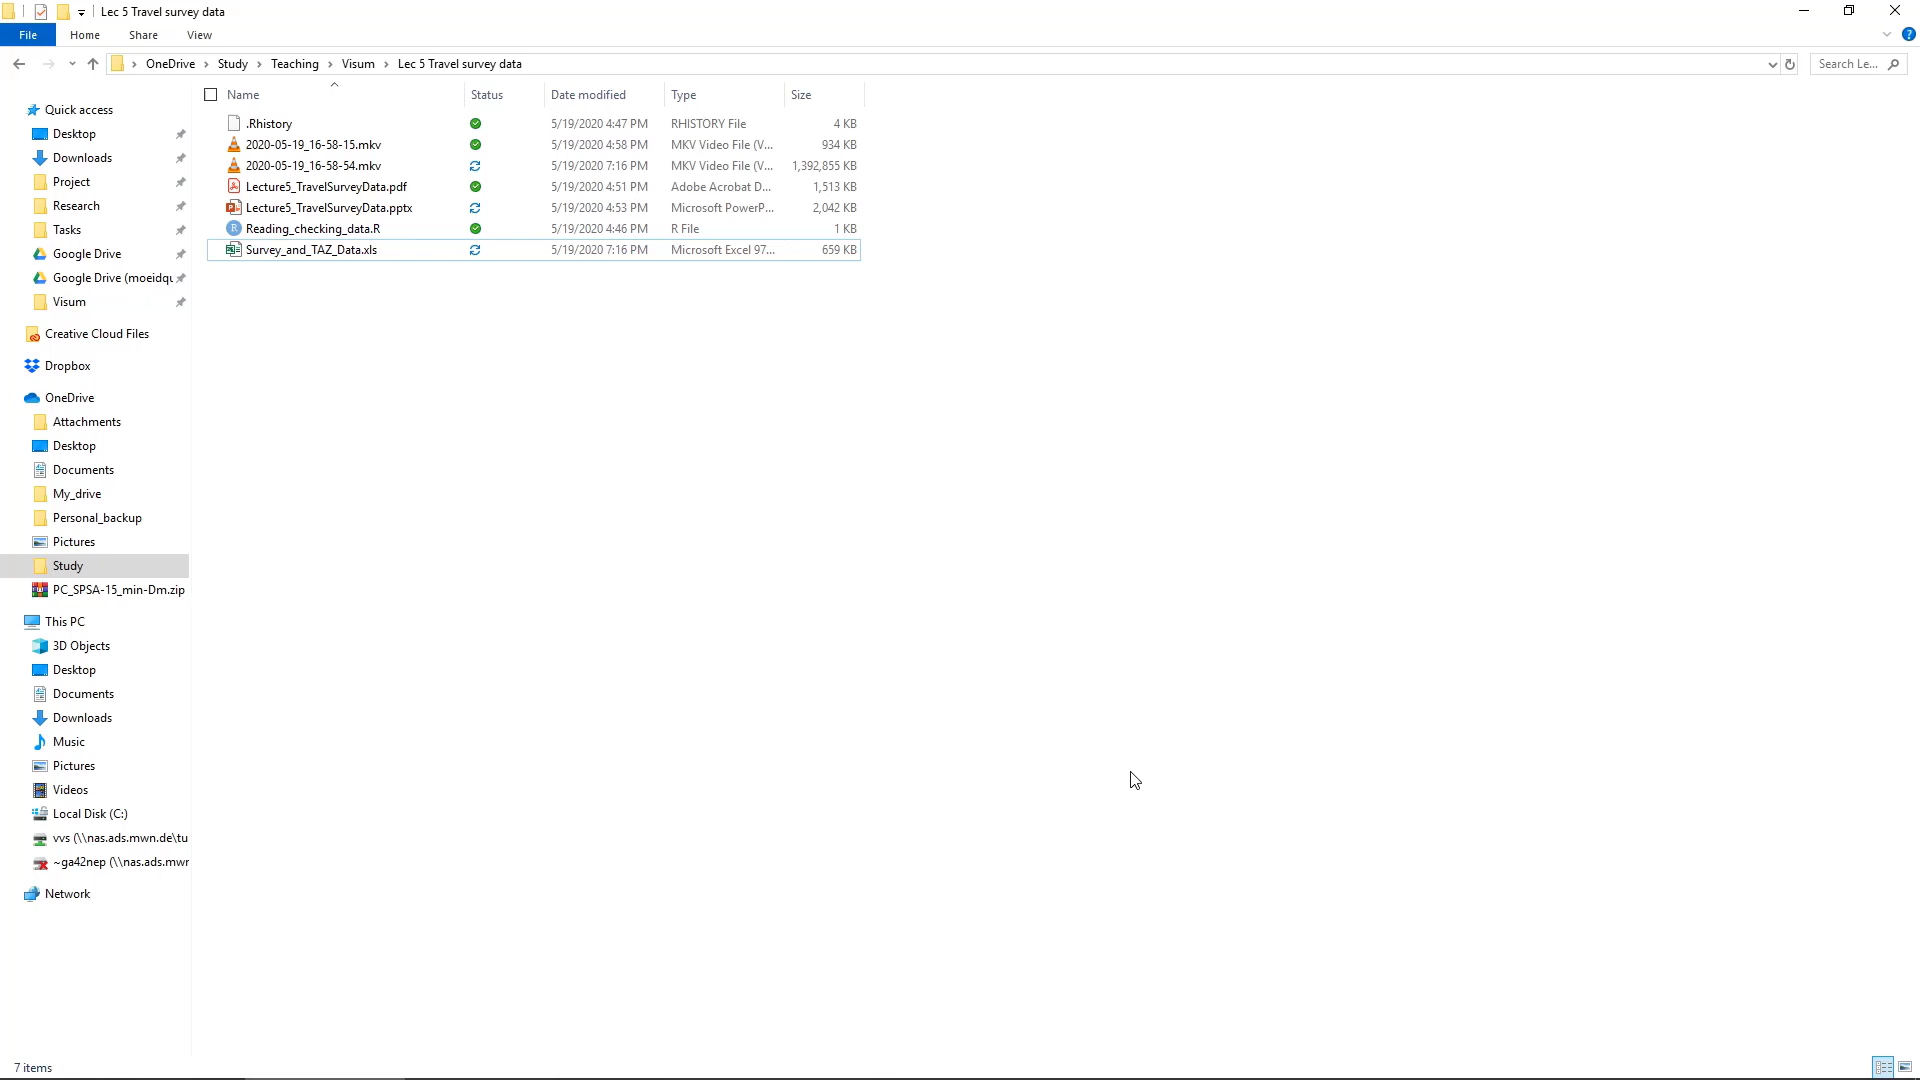 Lec 5 Travel survey data
File Home Share View
OneDrive Study Teaching Visum Lec 5 Travel survey data Search Le...
Name Status Date modified Type Size
.Rhistory 5/19/2020 4:47 PM RHISTORY File 4 KB
2020-05-19_16-58-15.mkv 5/19/2020 4:58 PM MKV Video File (V... 934 KB
2020-05-19_16-58-54.mkv 5/19/2020 7:16 PM MKV Video File (V... 1,392,855 KB
Lecture5_TravelSurveyData.pdf 5/19/2020 4:51 PM Adobe Acrobat D... 1,513 KB
Lecture5_TravelSurveyData.pptx 5/19/2020 4:53 PM Microsoft PowerP... 2,042 KB
Reading_checking_data.R 5/19/2020 4:46 PM R File 1 KB
Survey_and_TAZ_Data.xls 5/19/2020 7:16 PM Microsoft Excel 97... 659 KB
Quick access
Desktop
Downloads
Project
Research
Tasks
Google Drive
Google Drive (moeidqu
Visum
Creative Cloud Files
Dropbox
OneDrive
Attachments
Desktop
Documents
My_drive
Personal_backup
Pictures
Study
PC_SPSA-15_min-Dm.zip
This PC
3D Objects
Desktop
Documents
Downloads
Music
Pictures
Videos
Local Disk (C:)
vvs (\\nas.ads.mwn.de\tu
~ga42nep (\\nas.ads.mwn
Network
7 items